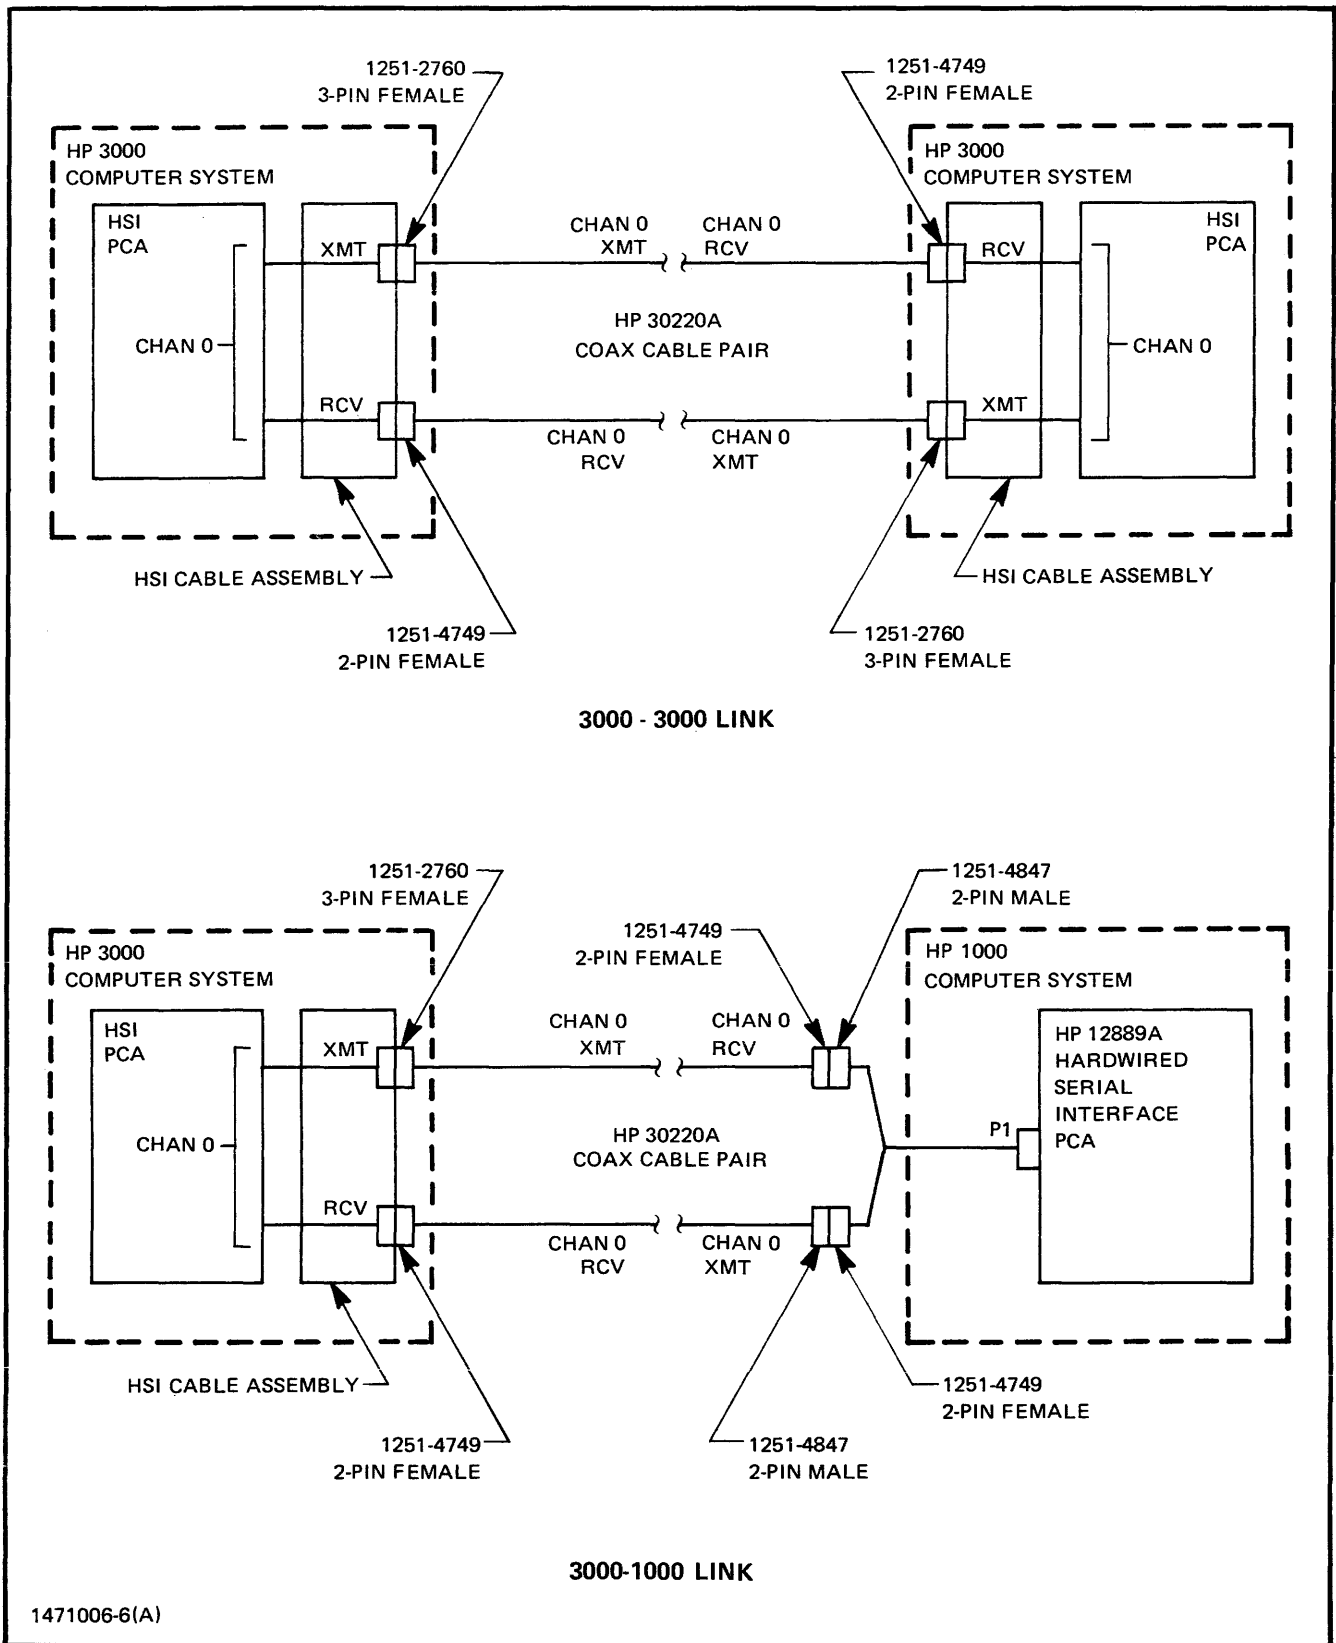 1251-2760
3-PIN FEMALE
1251-4749
2-PIN FEMALE
HP 3000
COMPUTER SYSTEM
HP 3000
COMPUTER SYSTEM
HSI
PCA
XMT
CHAN 0
XMT
CHAN 0
RCV
RCV
HSI
PCA
CHAN 0
HP 30220A
COAX CABLE PAIR
CHAN 0
RCV
CHAN 0
RCV
CHAN 0
XMT
XMT
HSI CABLE ASSEMBLY
HSI CABLE ASSEMBLY
1251-4749
2-PIN FEMALE
1251-2760
3-PIN FEMALE
3000 - 3000 LINK
1251-2760
3-PIN FEMALE
1251-4847
2-PIN MALE
1251-4749
2-PIN FEMALE
HP 3000
COMPUTER SYSTEM
HP 1000
COMPUTER SYSTEM
HSI
PCA
XMT
CHAN 0
XMT
CHAN 0
RCV
HP 12889A
HARDWIRED
SERIAL
INTERFACE
PCA
P1
CHAN 0
HP 30220A
COAX CABLE PAIR
RCV
CHAN 0
RCV
CHAN 0
XMT
HSI CABLE ASSEMBLY
1251-4749
2-PIN FEMALE
1251-4749
2-PIN FEMALE
1251-4847
2-PIN MALE
3000-1000 LINK
1471006-6(A)